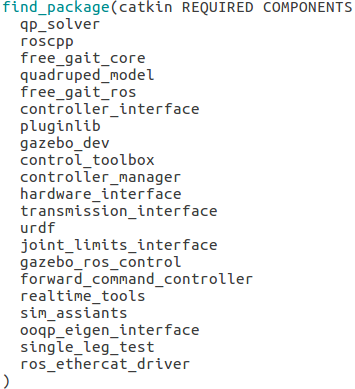 find_package(catkin REQUIRED COMPONENTS
qp_solver
roscpp
free_gait_core
quadruped_model
free_gait_ros
controller_interface
pluginlib
gazebo_dev
control_toolbox
controller_manager
hardware_interface
transmission_interface
urdf
joint_limits_interface
gazebo_ros_control
forward_command_controller
realtime_tools
sim_assiants
ooqp_eigen_interface
single_leg_test
ros_ethercat_driver
)